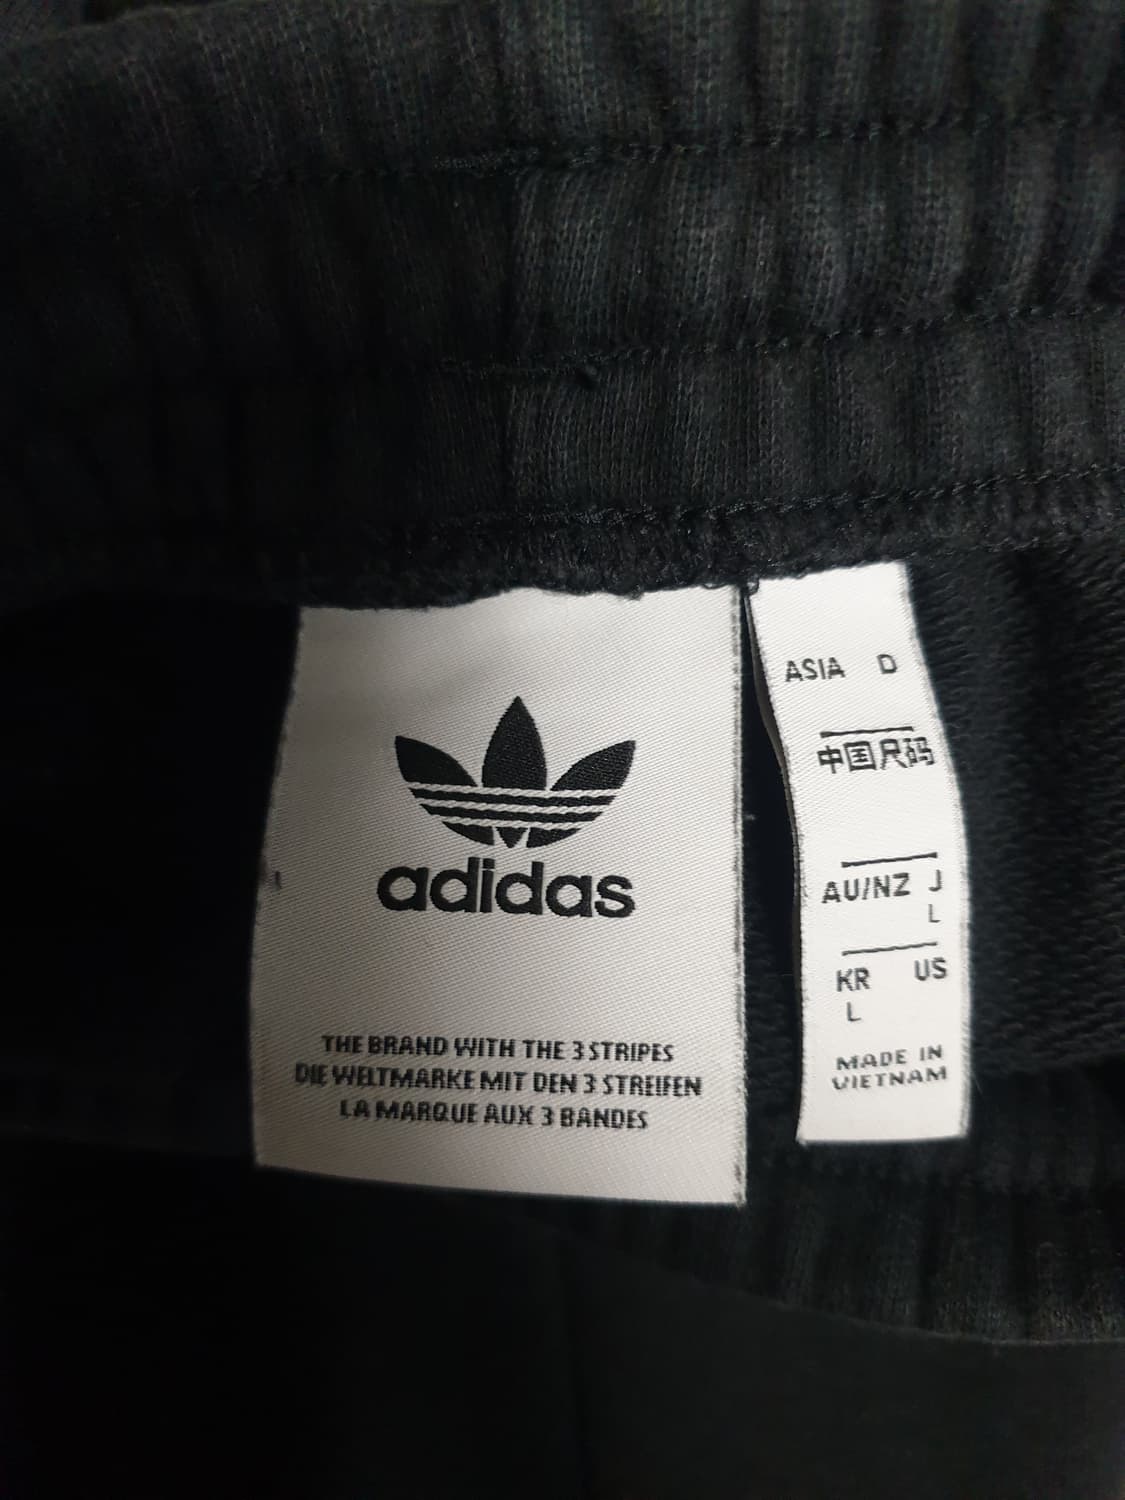 adidas
THE BRAND WITH THE 3 STRIPES
DIE WELTMARKE MIT DEN 3 STREIFEN
LA MARQUE AUX 3 BANDES
ASIA D
中国尺码
AU/NZ J
L
KR US
L
MADE IN
VIETNAM